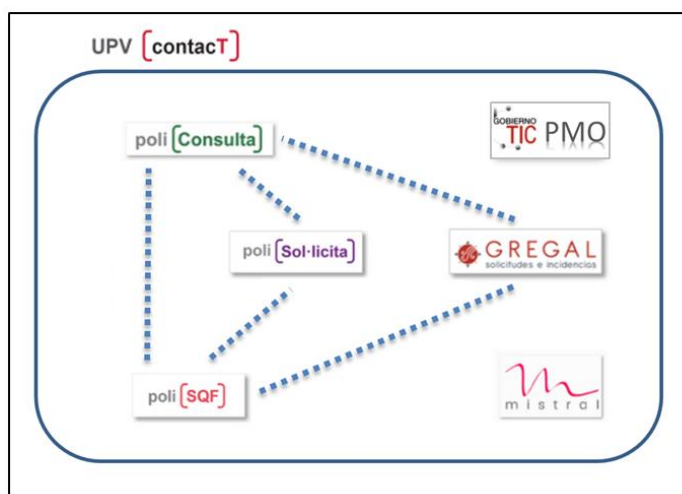 UPV [contacT]
poli [Consulta]
GOBIERNO
TIC PMO
poli [Sol·licita]
GREGAL
solicitudes e incidencias
poli [SQF]
mistral